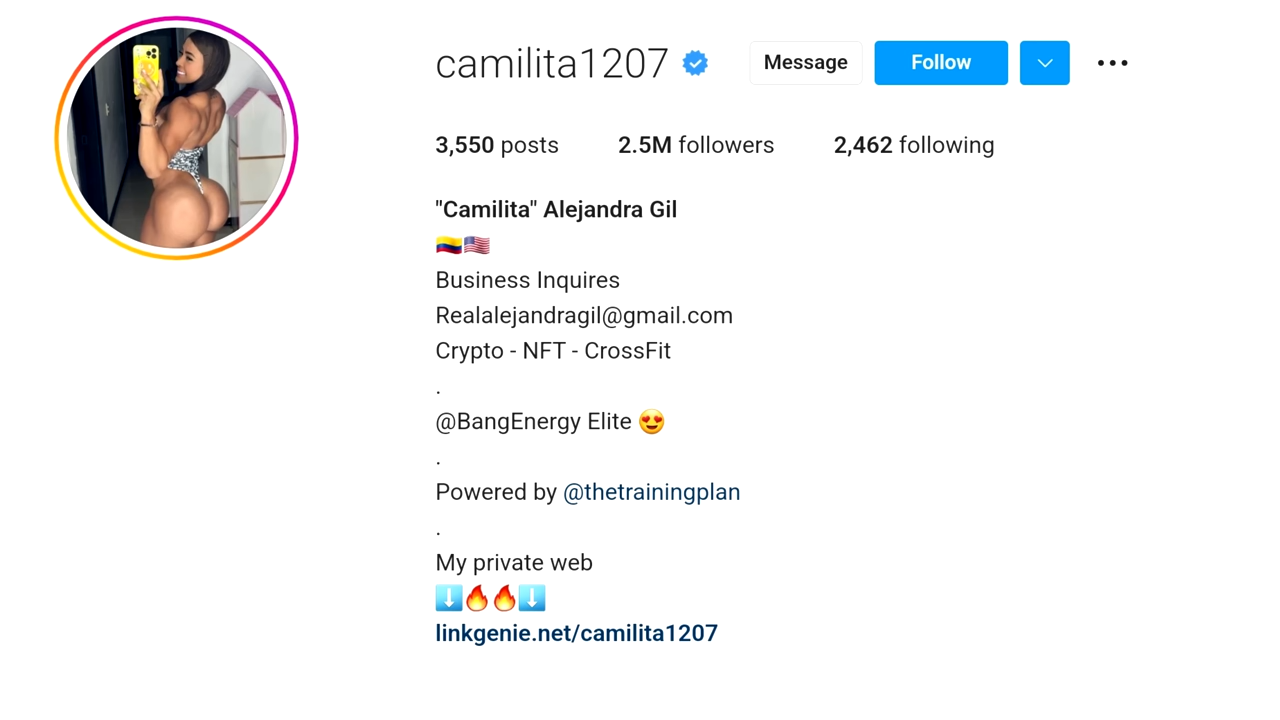 camilita1207 Message Follow
3,550 posts 2.5M followers 2,462 following
"Camilita" Alejandra Gil
🇨🇴🇺🇸
Business Inquires
Realalejandragil@gmail.com
Crypto - NFT - CrossFit
.
@BangEnergy Elite 😍
.
Powered by @thetrainingplan
.
My private web
⬇️🔥🔥⬇️
linkgenie.net/camilita1207